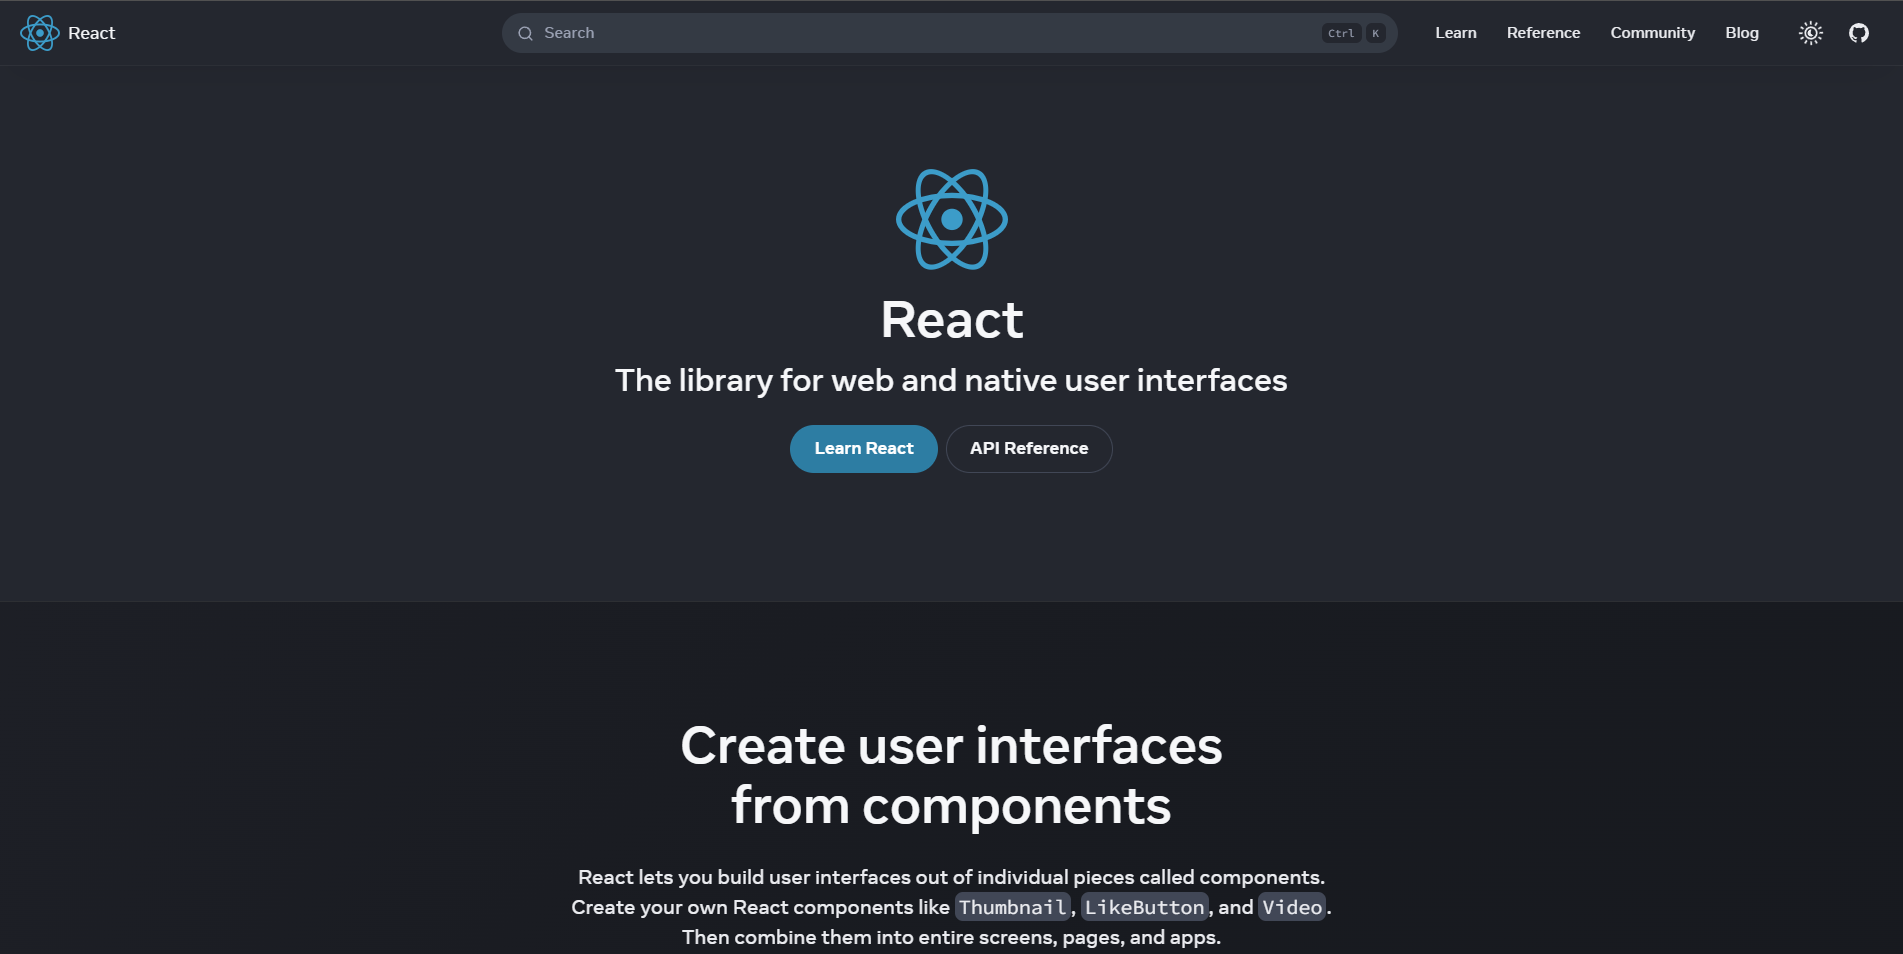 React
Search
Ctrl K
Learn
Reference
Community
Blog
React
The library for web and native user interfaces
Learn React
API Reference
Create user interfaces
from components
React lets you build user interfaces out of individual pieces called components.
Create your own React components like Thumbnail, LikeButton, and Video.
Then combine them into entire screens, pages, and apps.